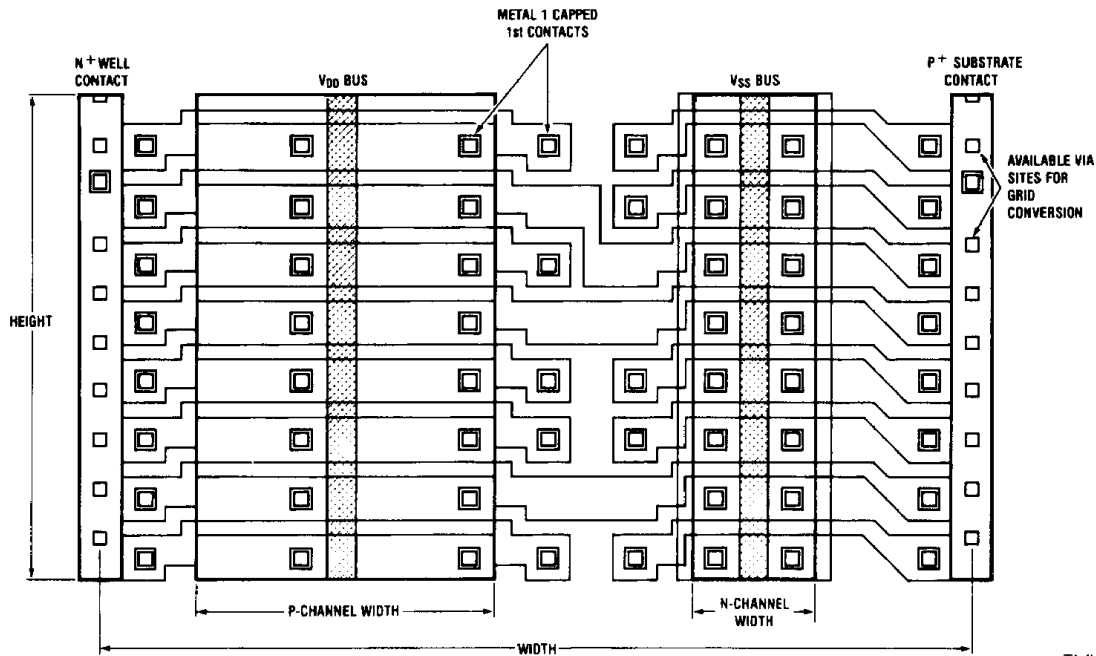 METAL 1 CAPPED
1st CONTACTS
N+ WELL
CONTACT
VDD BUS
VSS BUS
P+ SUBSTRATE
CONTACT
AVAILABLE VIA
SITES FOR
GRID
CONVERSION
HEIGHT
P-CHANNEL WIDTH
N-CHANNEL
WIDTH
WIDTH